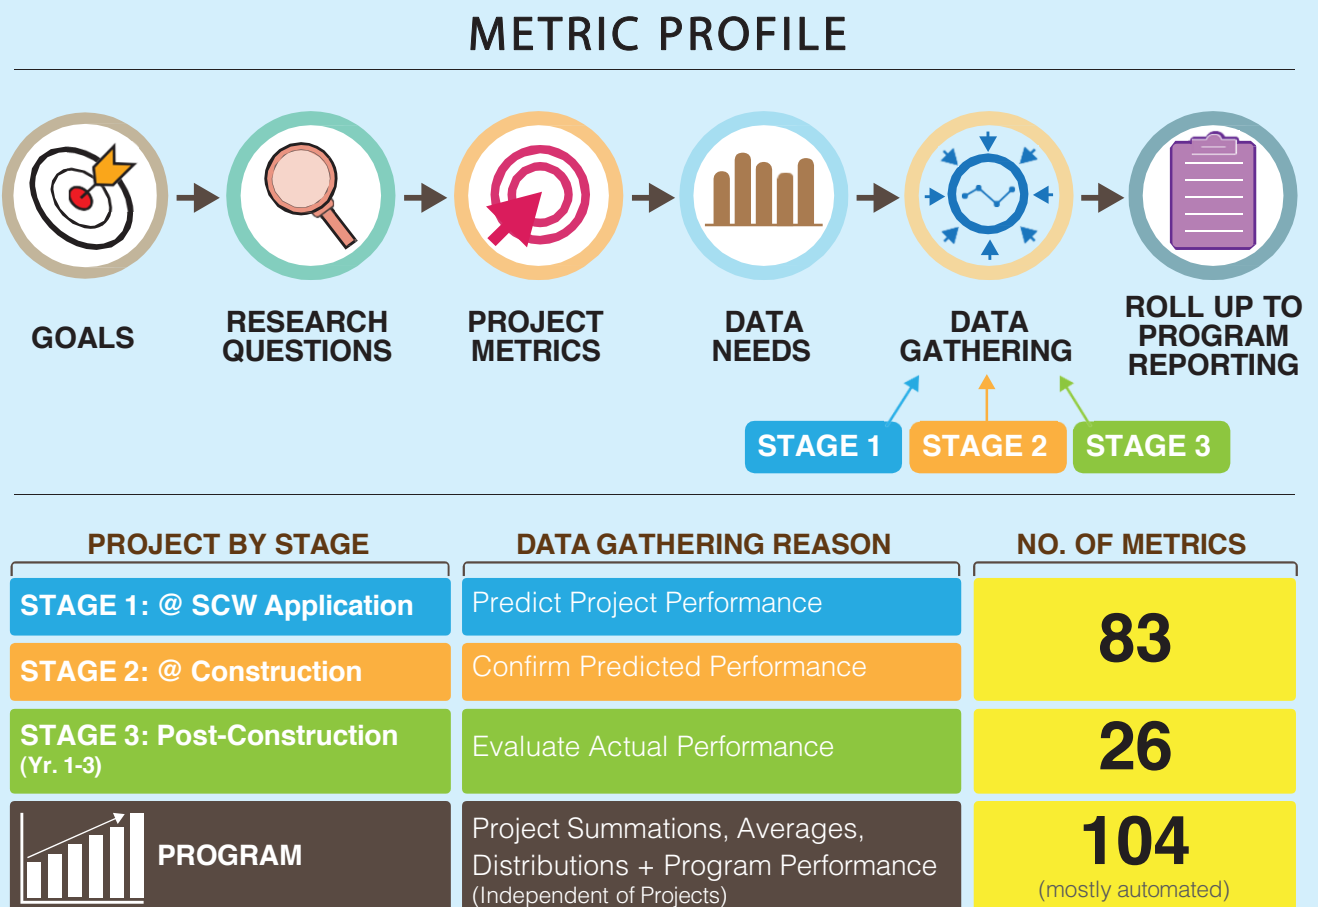 METRIC PROFILE
GOALS
RESEARCH
QUESTIONS
PROJECT
METRICS
DATA
NEEDS
DATA
GATHERING
ROLL UP TO
PROGRAM
REPORTING
STAGE 1
STAGE 2
STAGE 3
PROJECT BY STAGE
DATA GATHERING REASON
NO. OF METRICS
STAGE 1: @ SCW Application
Predict Project Performance
83
STAGE 2: @ Construction
Confirm Predicted Performance
STAGE 3: Post-Construction
(Yr. 1-3)
Evaluate Actual Performance
26
PROGRAM
Project Summations, Averages,
Distributions + Program Performance
(Independent of Projects)
104
(mostly automated)